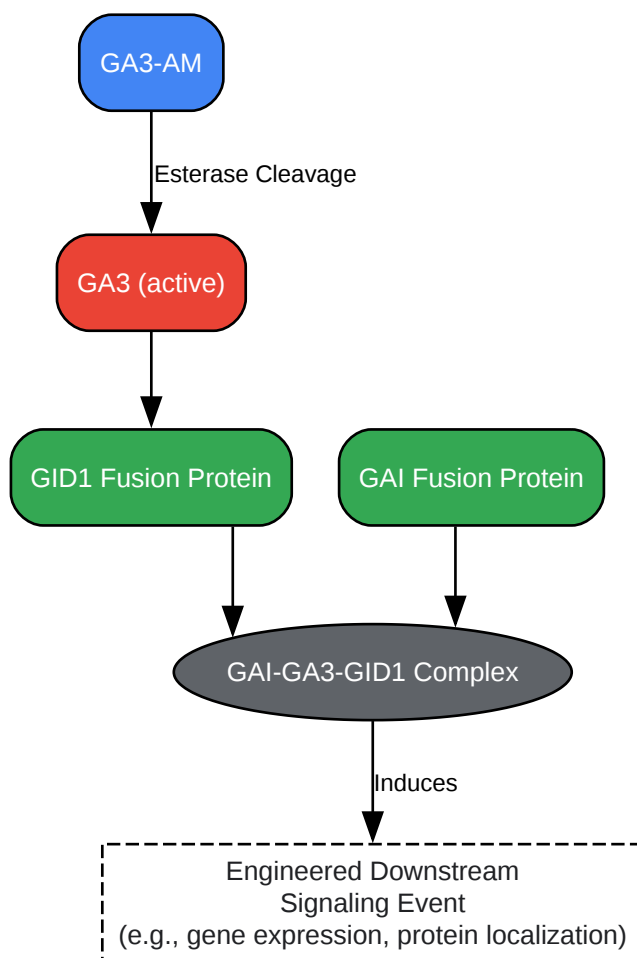 GA3-AM
Esterase Cleavage
GA3 (active)
GID1 Fusion Protein
GAI Fusion Protein
GAI-GA3-GID1 Complex
Induces
Engineered Downstream
Signaling Event
(e.g., gene expression, protein localization)